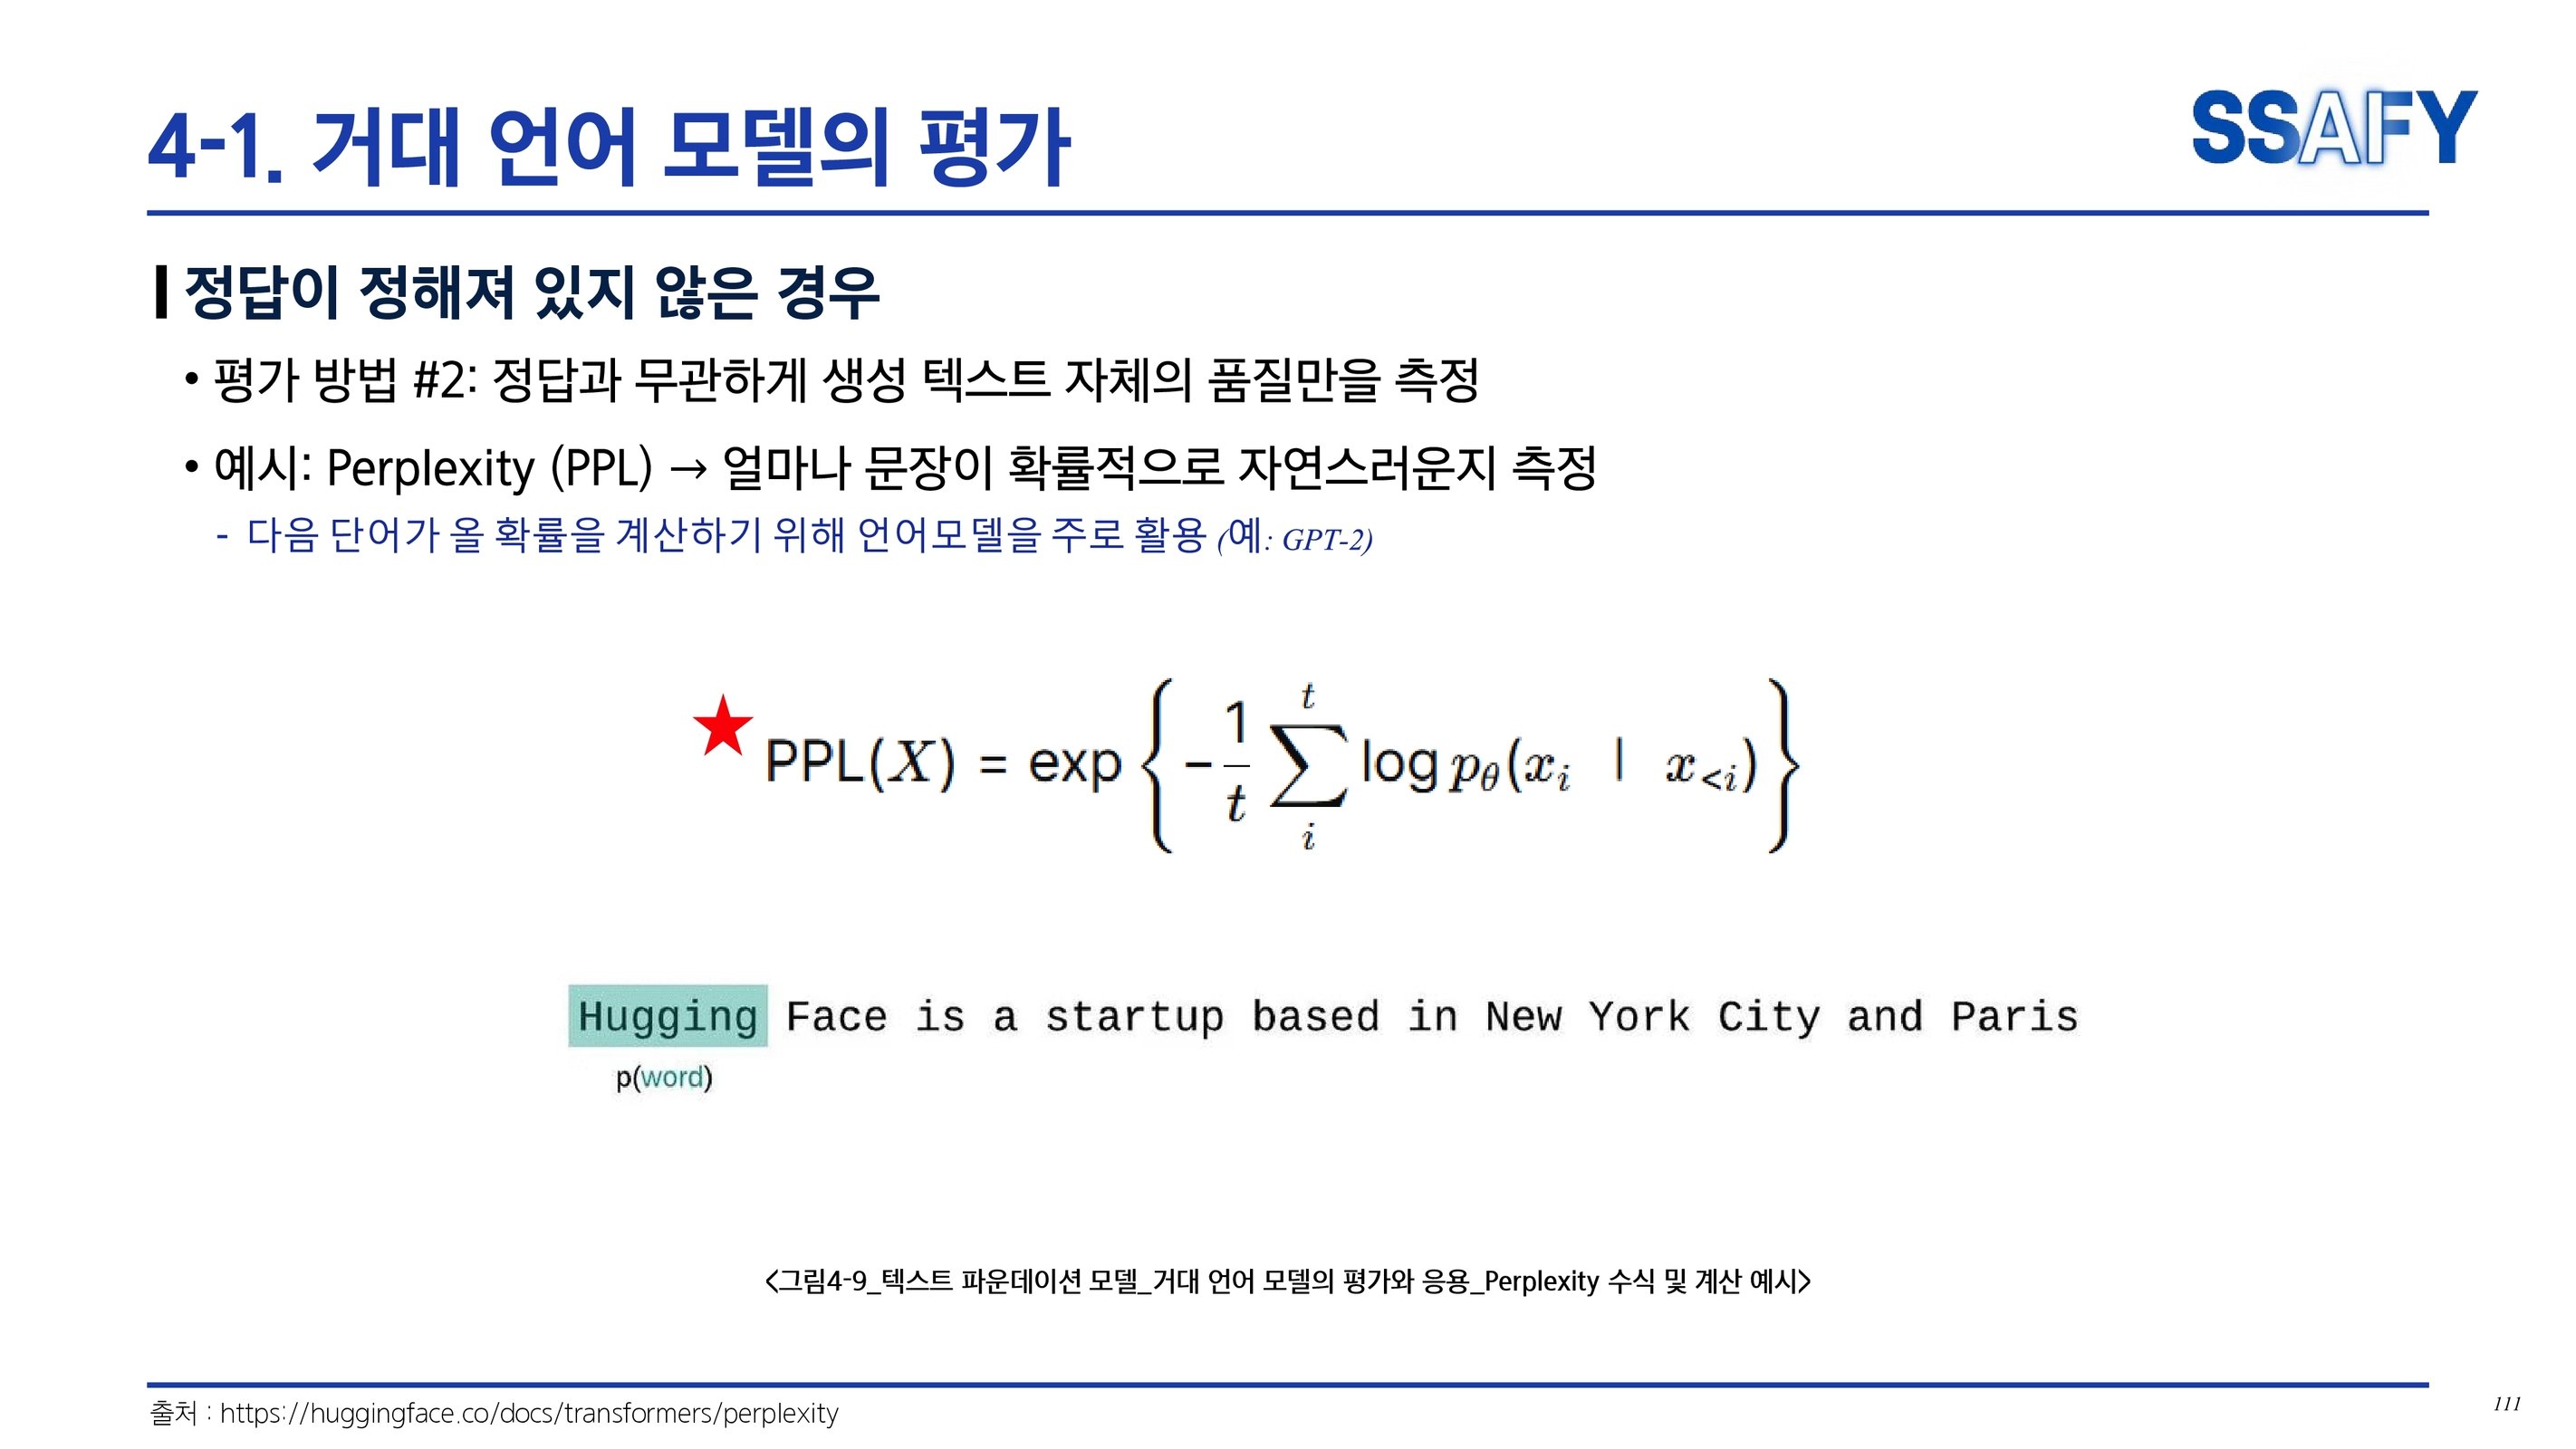 4-1. 거대 언어 모델의 평가
SSAFY
정답이 정해져 있지 않은 경우
• 평가 방법 #2: 정답과 무관하게 생성 텍스트 자체의 품질만을 측정
• 예시: Perplexity (PPL) → 얼마나 문장이 확률적으로 자연스러운지 측정
- 다음 단어가 올 확률을 계산하기 위해 언어모델을 주로 활용 (예: GPT-2)
PPL(X) = exp { - 1/t ∑_i^t log p_θ(x_i | x_<i) }
Hugging Face is a startup based in New York City and Paris
p(word)
<그림4-9_텍스트 파운데이션 모델_거대 언어 모델의 평가와 응용_Perplexity 수식 및 계산 예시>
출처 : https://huggingface.co/docs/transformers/perplexity
111